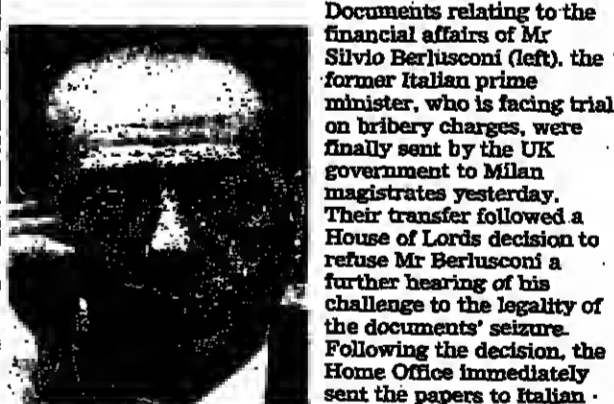 Documents relating to the
financial affairs of Mr
Silvio Berlusconi (left), the
former Italian prime
minister, who is facing trial
on bribery charges, were
finally sent by the UK
government to Milan
magistrates yesterday.
Their transfer followed a
House of Lords decision to
refuse Mr Berlusconi a
further hearing of his
challenge to the legality of
the documents' seizure.
Following the decision, the
Home Office immediately
sent the papers to Italian